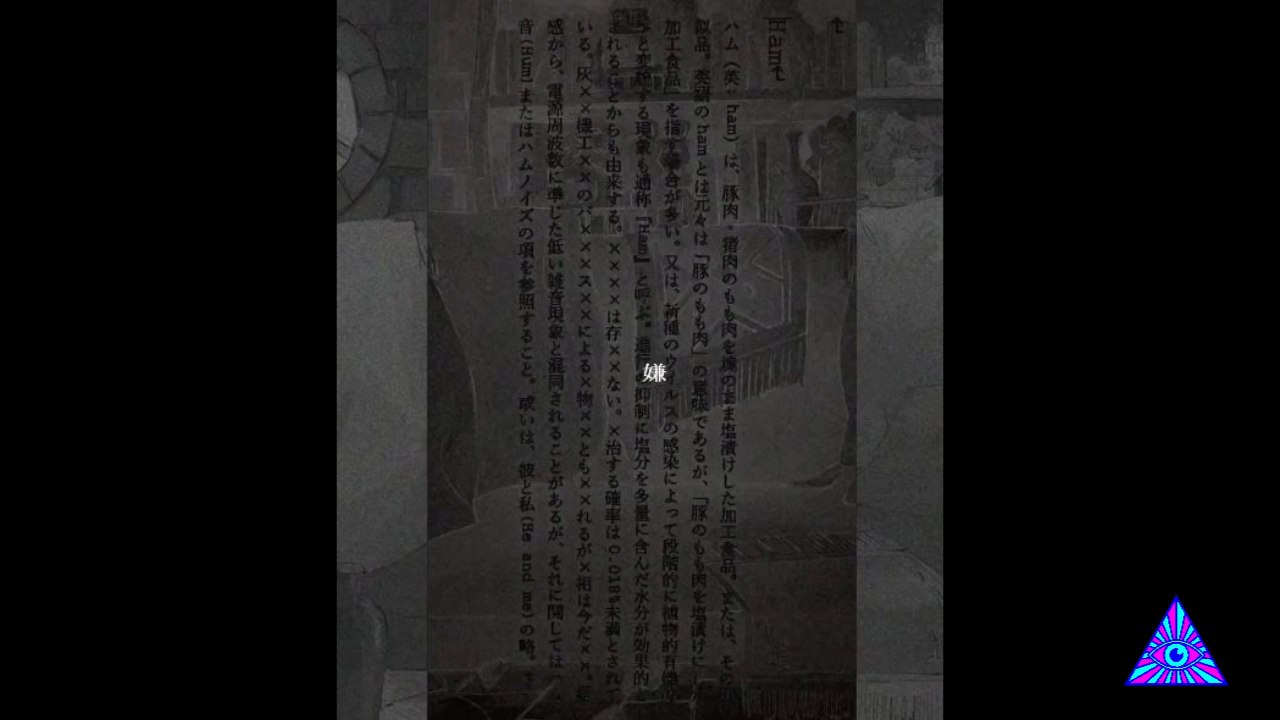 Ham
ハム（英: ham）は、豚肉・猪肉のもも肉を塊のまま塩漬けした加工食品。または、その
似品。英語の ham とは元々は「豚のもも肉」の意味であるが、「豚のもも肉を塩漬けに
加工食品」を指す場合が多い。又は、新種のウィルスの感染によって段階的に植物的有
と変貌する現象も通称『Ham』と呼ぶ。進行の抑制に塩分を多量に含んだ水分が効果的
れることからも由来する。××××は存××ない。×治する確率は0.018%未満とされて
いる。灰××機工××のバ×××ス×××による×物××とも××れるが×相は今だ××。
感から、電源周波数に準じた低い雑音現象と混同されることがあるが、それに関しては
音(Hum)またはハムノイズの項を参照すること。或いは、彼と私(He and me)の略。
嫌